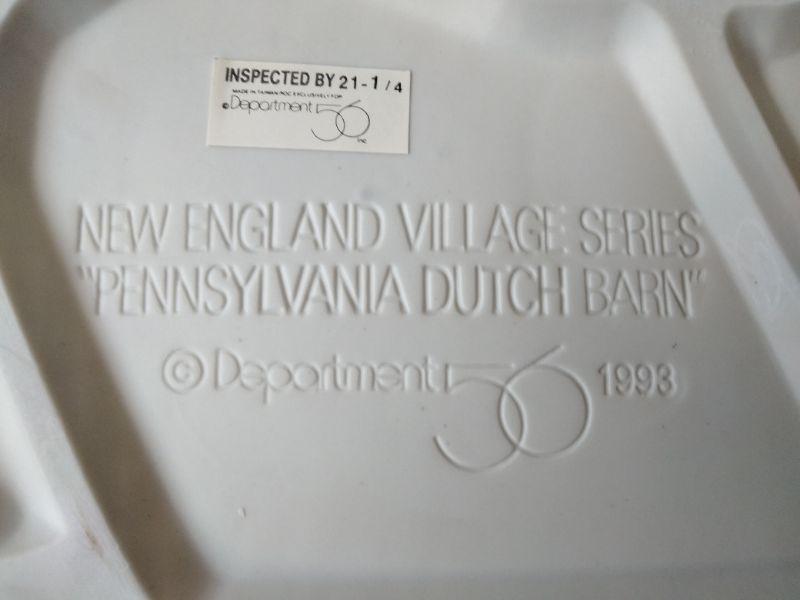 INSPECTED BY 21-1/4
MADE IN TAIWAN ROC EXCLUSIVELY FOR
©Department 56
inc
NEW ENGLAND VILLAGE SERIES
"PENNSYLVANIA DUTCH BARN"
© Department 56 1993